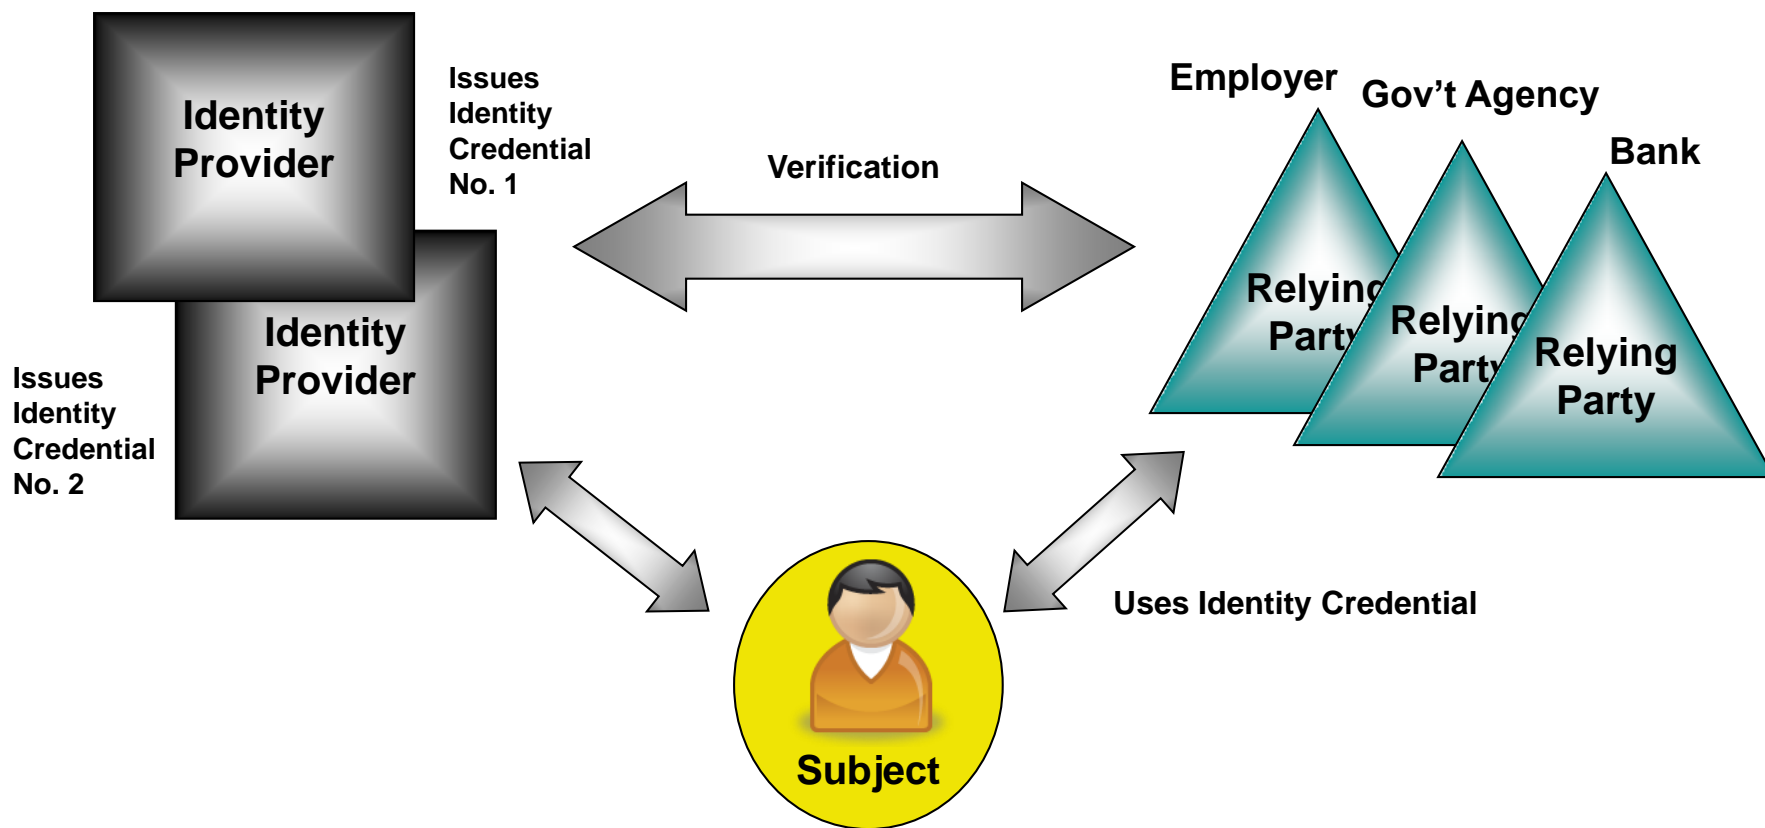 Identity
Provider
Issues
Identity
Credential
No. 1
Identity
Provider
Issues
Identity
Credential
No. 2
Verification
Employer
Gov't Agency
Bank
Relying
Party
Relying
Party
Relying
Party
Uses Identity Credential
Subject